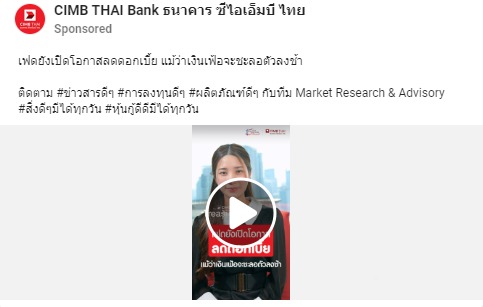 CIMB THAI Bank ธนาคาร ซีไอเอ็มบี ไทย
Sponsored
เฟดยังเปิดโอกาสลดดอกเบี้ย แม้ว่าเงินเฟ้อจะชะลอตัวลงช้า
ติดตาม #ข่าวสารดีๆ #การลงทุนดีๆ #ผลิตภัณฑ์ดีๆ กับทีม Market Research & Advisory
#สิ่งดีๆมีได้ทุกวัน #หุ้นกู้ดีดีมีได้ทุกวัน
CIMB THAI
เฟดยังเปิดโอกาส
ลดดอกเบี้ย
แม้ว่าเงินเฟ้อจะชะลอตัวลงช้า